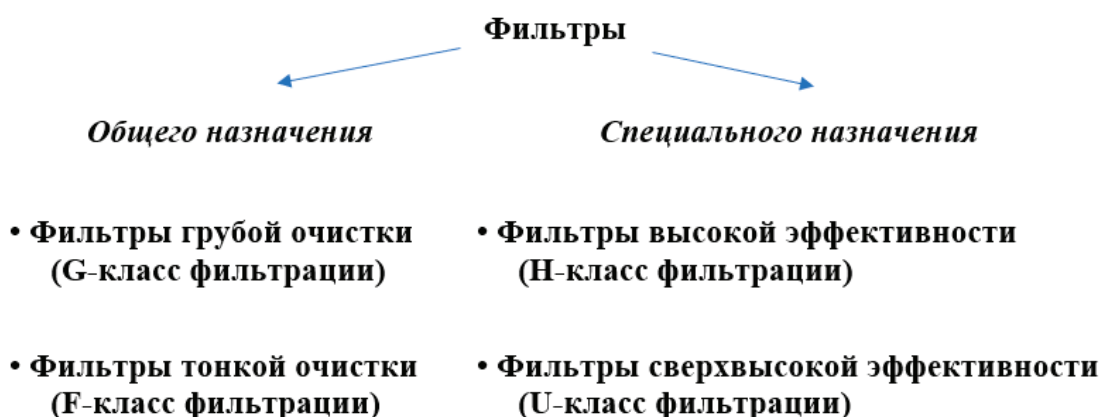 Фильтры
Общего назначения
Специального назначения
• Фильтры грубой очистки
(G-класс фильтрации)
• Фильтры высокой эффективности
(H-класс фильтрации)
• Фильтры тонкой очистки
(F-класс фильтрации)
• Фильтры сверхвысокой эффективности
(U-класс фильтрации)